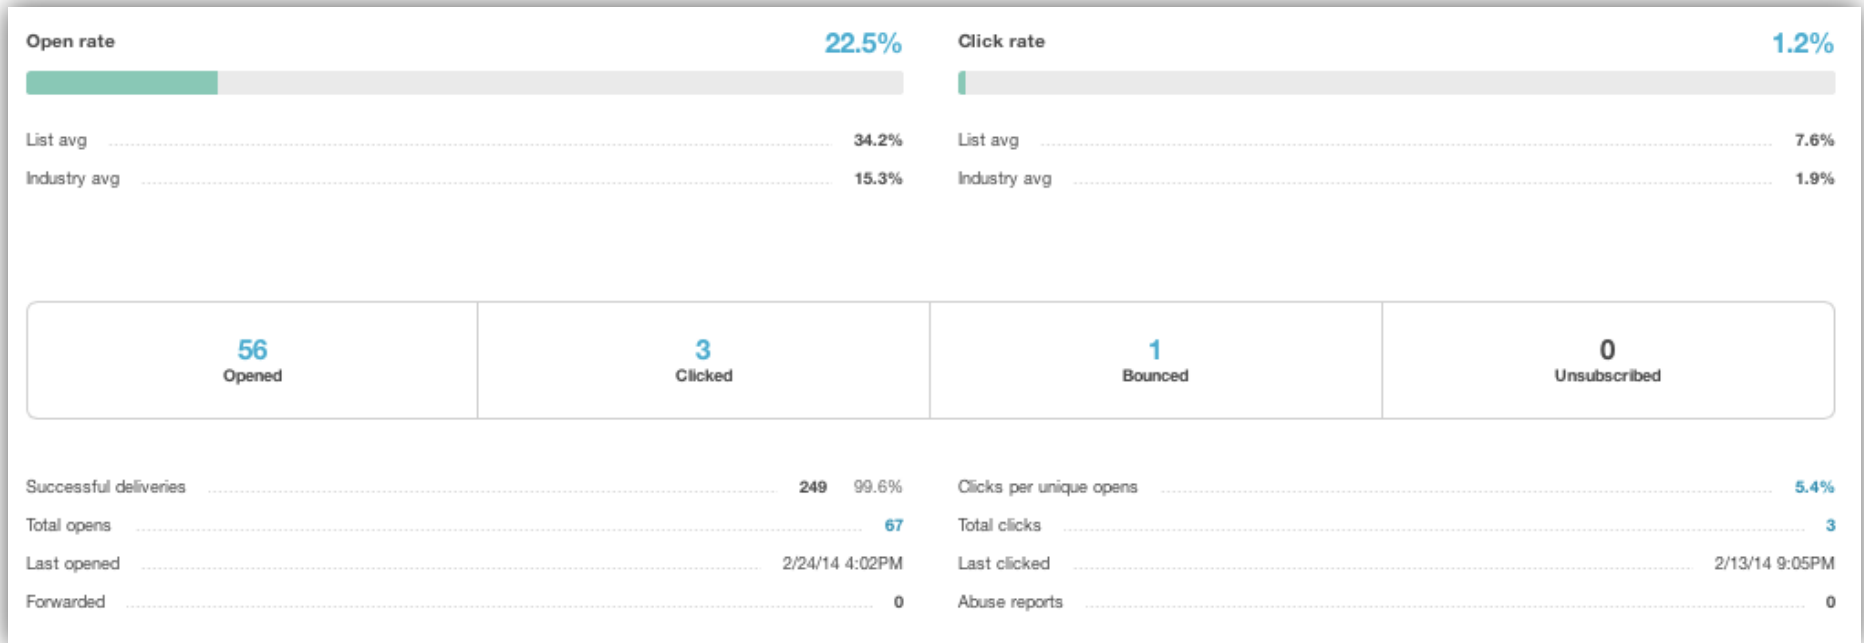 Open rate 22.5%
List avg 34.2%
Industry avg 15.3%
Click rate 1.2%
List avg 7.6%
Industry avg 1.9%
56
Opened
3
Clicked
1
Bounced
0
Unsubscribed
Successful deliveries 249 99.6%
Total opens 67
Last opened 2/24/14 4:02PM
Forwarded 0
Clicks per unique opens 5.4%
Total clicks 3
Last clicked 2/13/14 9:05PM
Abuse reports 0